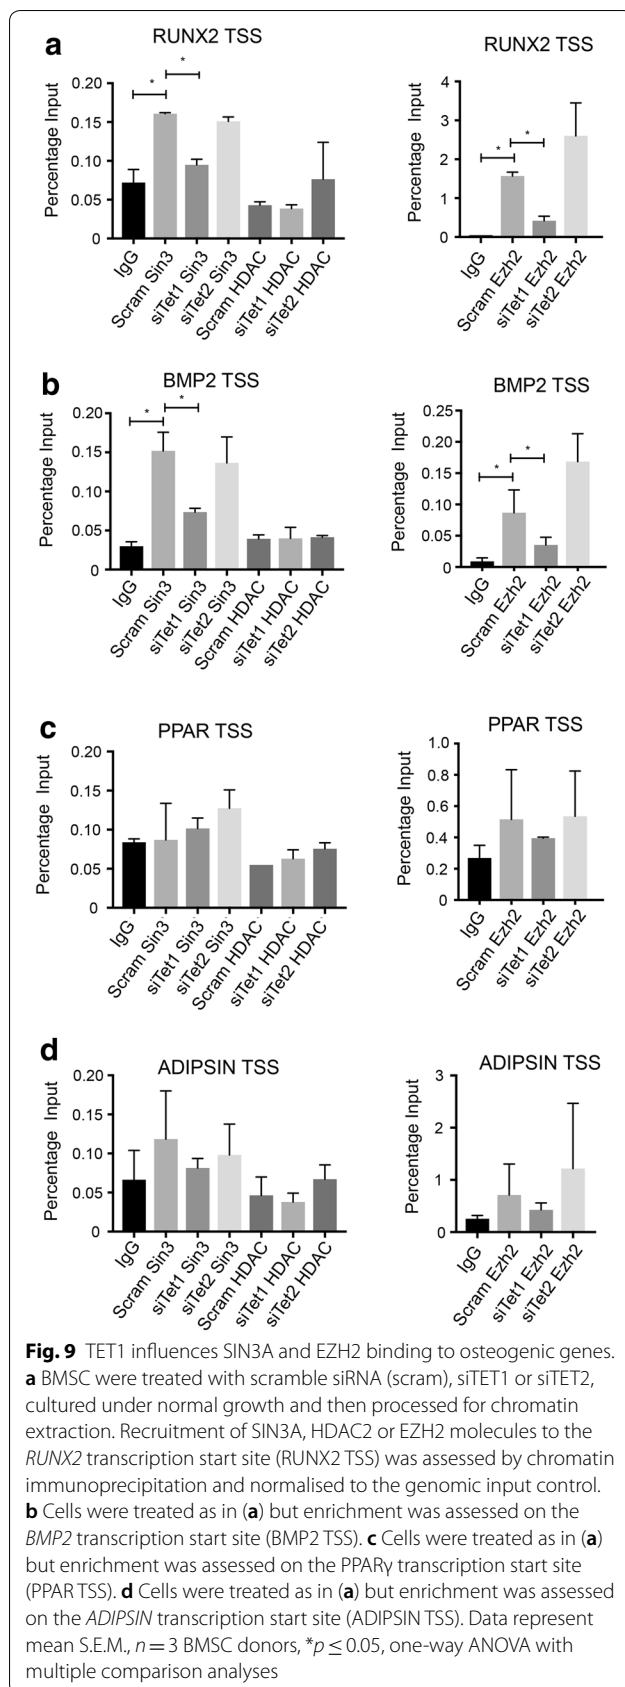 a
RUNX2 TSS
Percentage Input
0.20
0.15
0.10
0.05
0
* *
IgG
Scram Sin3
siTet1 Sin3
siTet2 Sin3
Scram HDAC
siTet1 HDAC
siTet2 HDAC
RUNX2 TSS
Percentage Input
4
3
2
1
0
* *
IgG
Scram Ezh2
siTet1 Ezh2
siTet2 Ezh2
b
BMP2 TSS
Percentage Input
0.20
0.15
0.10
0.05
0
* *
IgG
Scram Sin3
siTet1 Sin3
siTet2 Sin3
Scram HDAC
siTet1 HDAC
siTet2 HDAC
BMP2 TSS
Percentage Input
0.25
0.20
0.15
0.10
0.05
0
* *
IgG
Scram Ezh2
siTet1 Ezh2
siTet2 Ezh2
c
PPAR TSS
Percentage Input
0.20
0.15
0.10
0.05
0
IgG
Scram Sin3
siTet1 Sin3
siTet2 Sin3
Scram HDAC
siTet1 HDAC
siTet2 HDAC
PPAR TSS
Percentage Input
1.0
0.8
0.6
0.4
0.2
0
IgG
Scram Ezh2
siTet1 Ezh2
siTet2 Ezh2
d
ADIPSIN TSS
Percentage Input
0.20
0.15
0.10
0.05
0
IgG
Scram Sin3
siTet1 Sin3
siTet2 Sin3
Scram HDAC
siTet1 HDAC
siTet2 HDAC
ADIPSIN TSS
Percentage Input
3
2
1
0
IgG
Scram Ezh2
siTet1 Ezh2
siTet2 Ezh2
Fig. 9 TET1 influences SIN3A and EZH2 binding to osteogenic genes.
a BMSC were treated with scramble siRNA (scram), siTET1 or siTET2,
cultured under normal growth and then processed for chromatin
extraction. Recruitment of SIN3A, HDAC2 or EZH2 molecules to the
RUNX2 transcription start site (RUNX2 TSS) was assessed by chromatin
immunoprecipitation and normalised to the genomic input control.
b Cells were treated as in (a) but enrichment was assessed on the
BMP2 transcription start site (BMP2 TSS). c Cells were treated as in (a)
but enrichment was assessed on the PPARγ transcription start site
(PPAR TSS). d Cells were treated as in (a) but enrichment was assessed
on the ADIPSIN transcription start site (ADIPSIN TSS). Data represent
mean S.E.M., n = 3 BMSC donors, *p ≤ 0.05, one-way ANOVA with
multiple comparison analyses